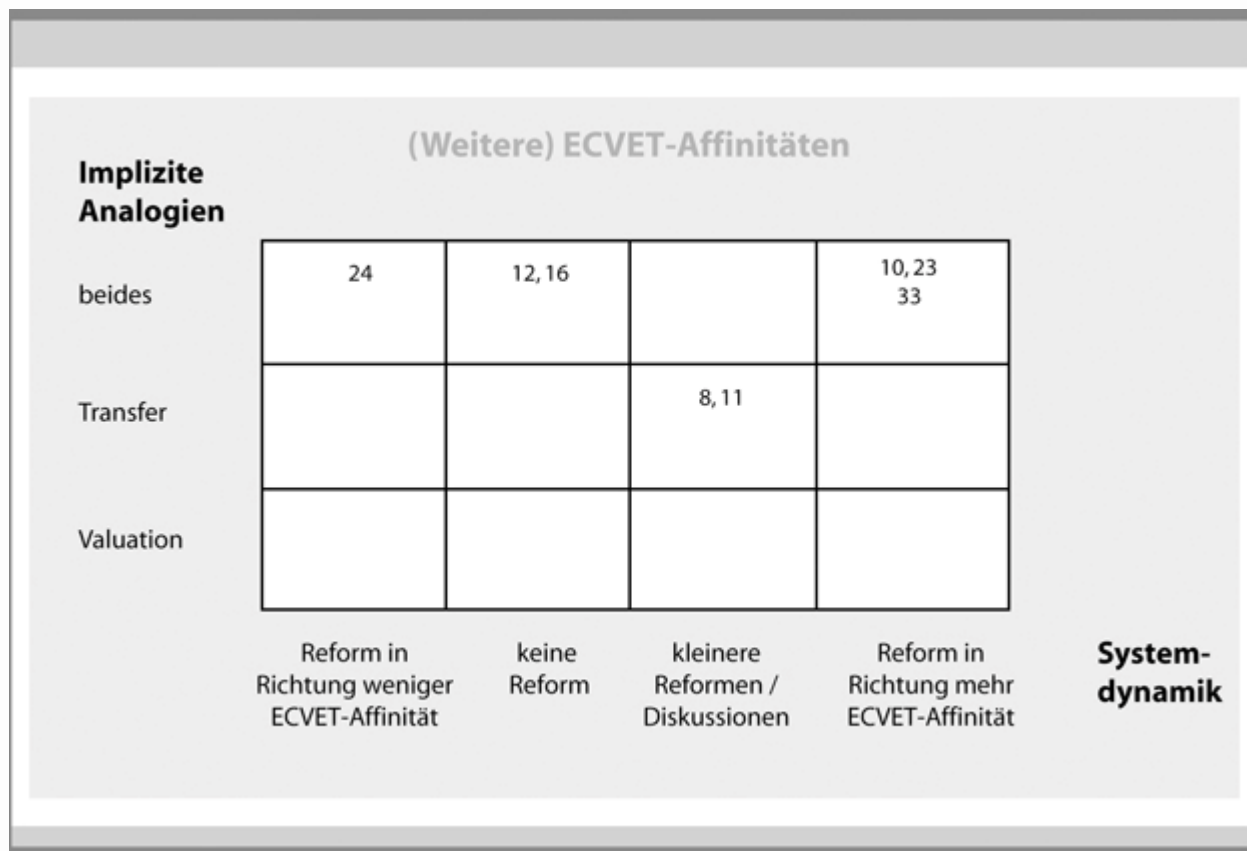 (Weitere) ECVET-Affinitäten
Implizite
Analogien
beides
24
12, 16
10, 23
33
Transfer
8, 11
Valuation
Reform in
Richtung weniger
ECVET-Affinität
keine
Reform
kleinere
Reformen /
Diskussionen
Reform in
Richtung mehr
ECVET-Affinität
System-
dynamik